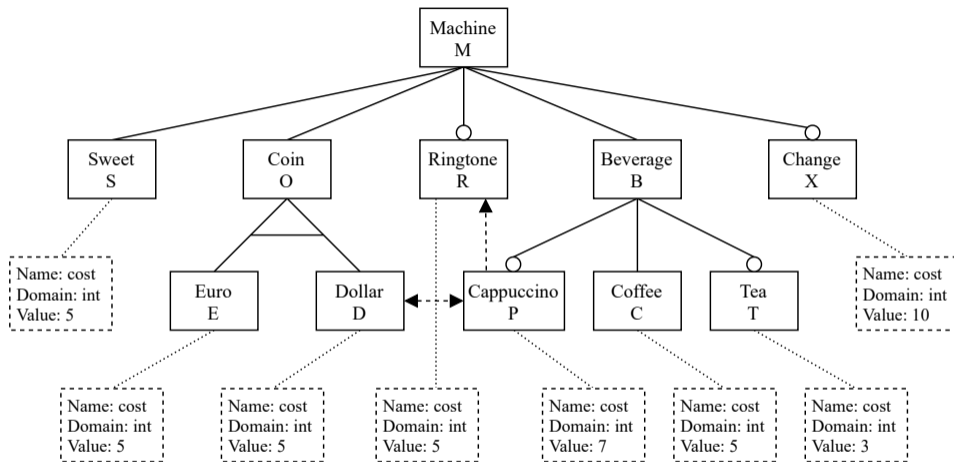 Machine
M
Sweet
S
Coin
O
Ringtone
R
Beverage
B
Change
X
Name: cost
Domain: int
Value: 5
Euro
E
Dollar
D
Cappuccino
P
Coffee
C
Tea
T
Name: cost
Domain: int
Value: 10
Name: cost
Domain: int
Value: 5
Name: cost
Domain: int
Value: 5
Name: cost
Domain: int
Value: 5
Name: cost
Domain: int
Value: 7
Name: cost
Domain: int
Value: 5
Name: cost
Domain: int
Value: 3